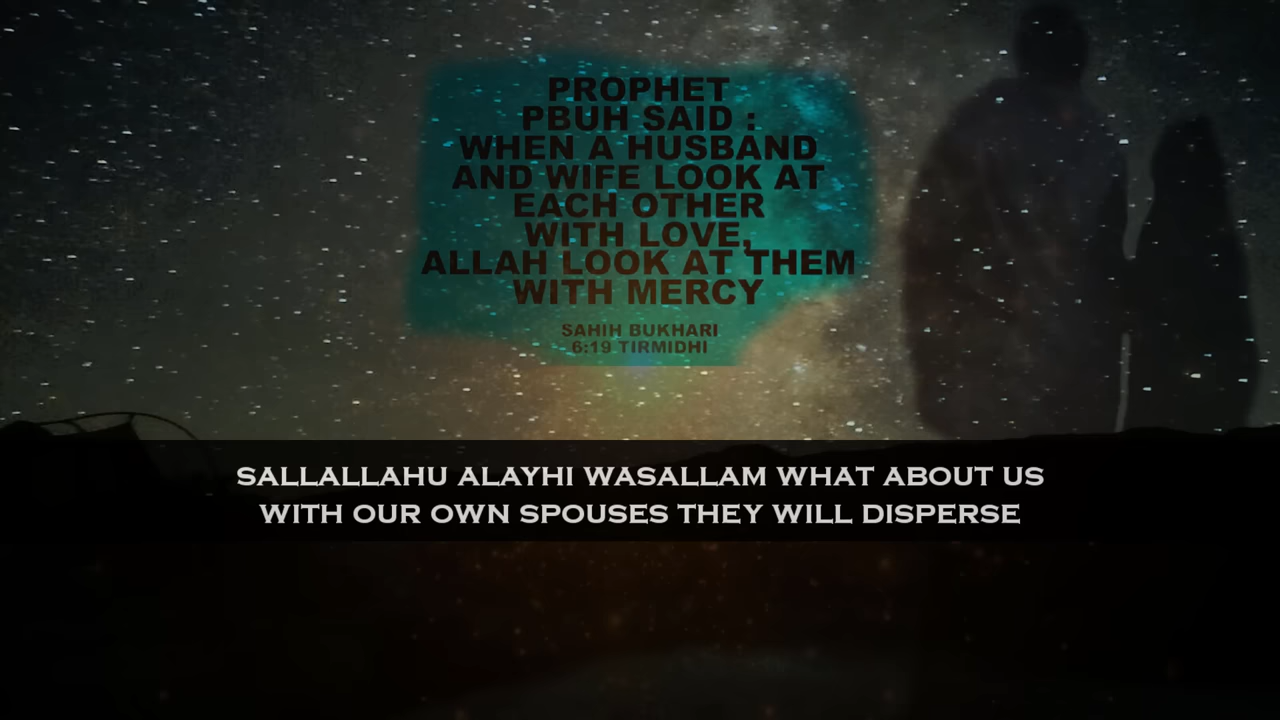 PROPHET
PBUH SAID :
WHEN A HUSBAND
AND WIFE LOOK AT
EACH OTHER
WITH LOVE,
ALLAH LOOK AT THEM
WITH MERCY
SAHIH BUKHARI
6:19 TIRMIDHI
SALLALLAHU ALAYHI WASALLAM WHAT ABOUT US
WITH OUR OWN SPOUSES THEY WILL DISPERSE